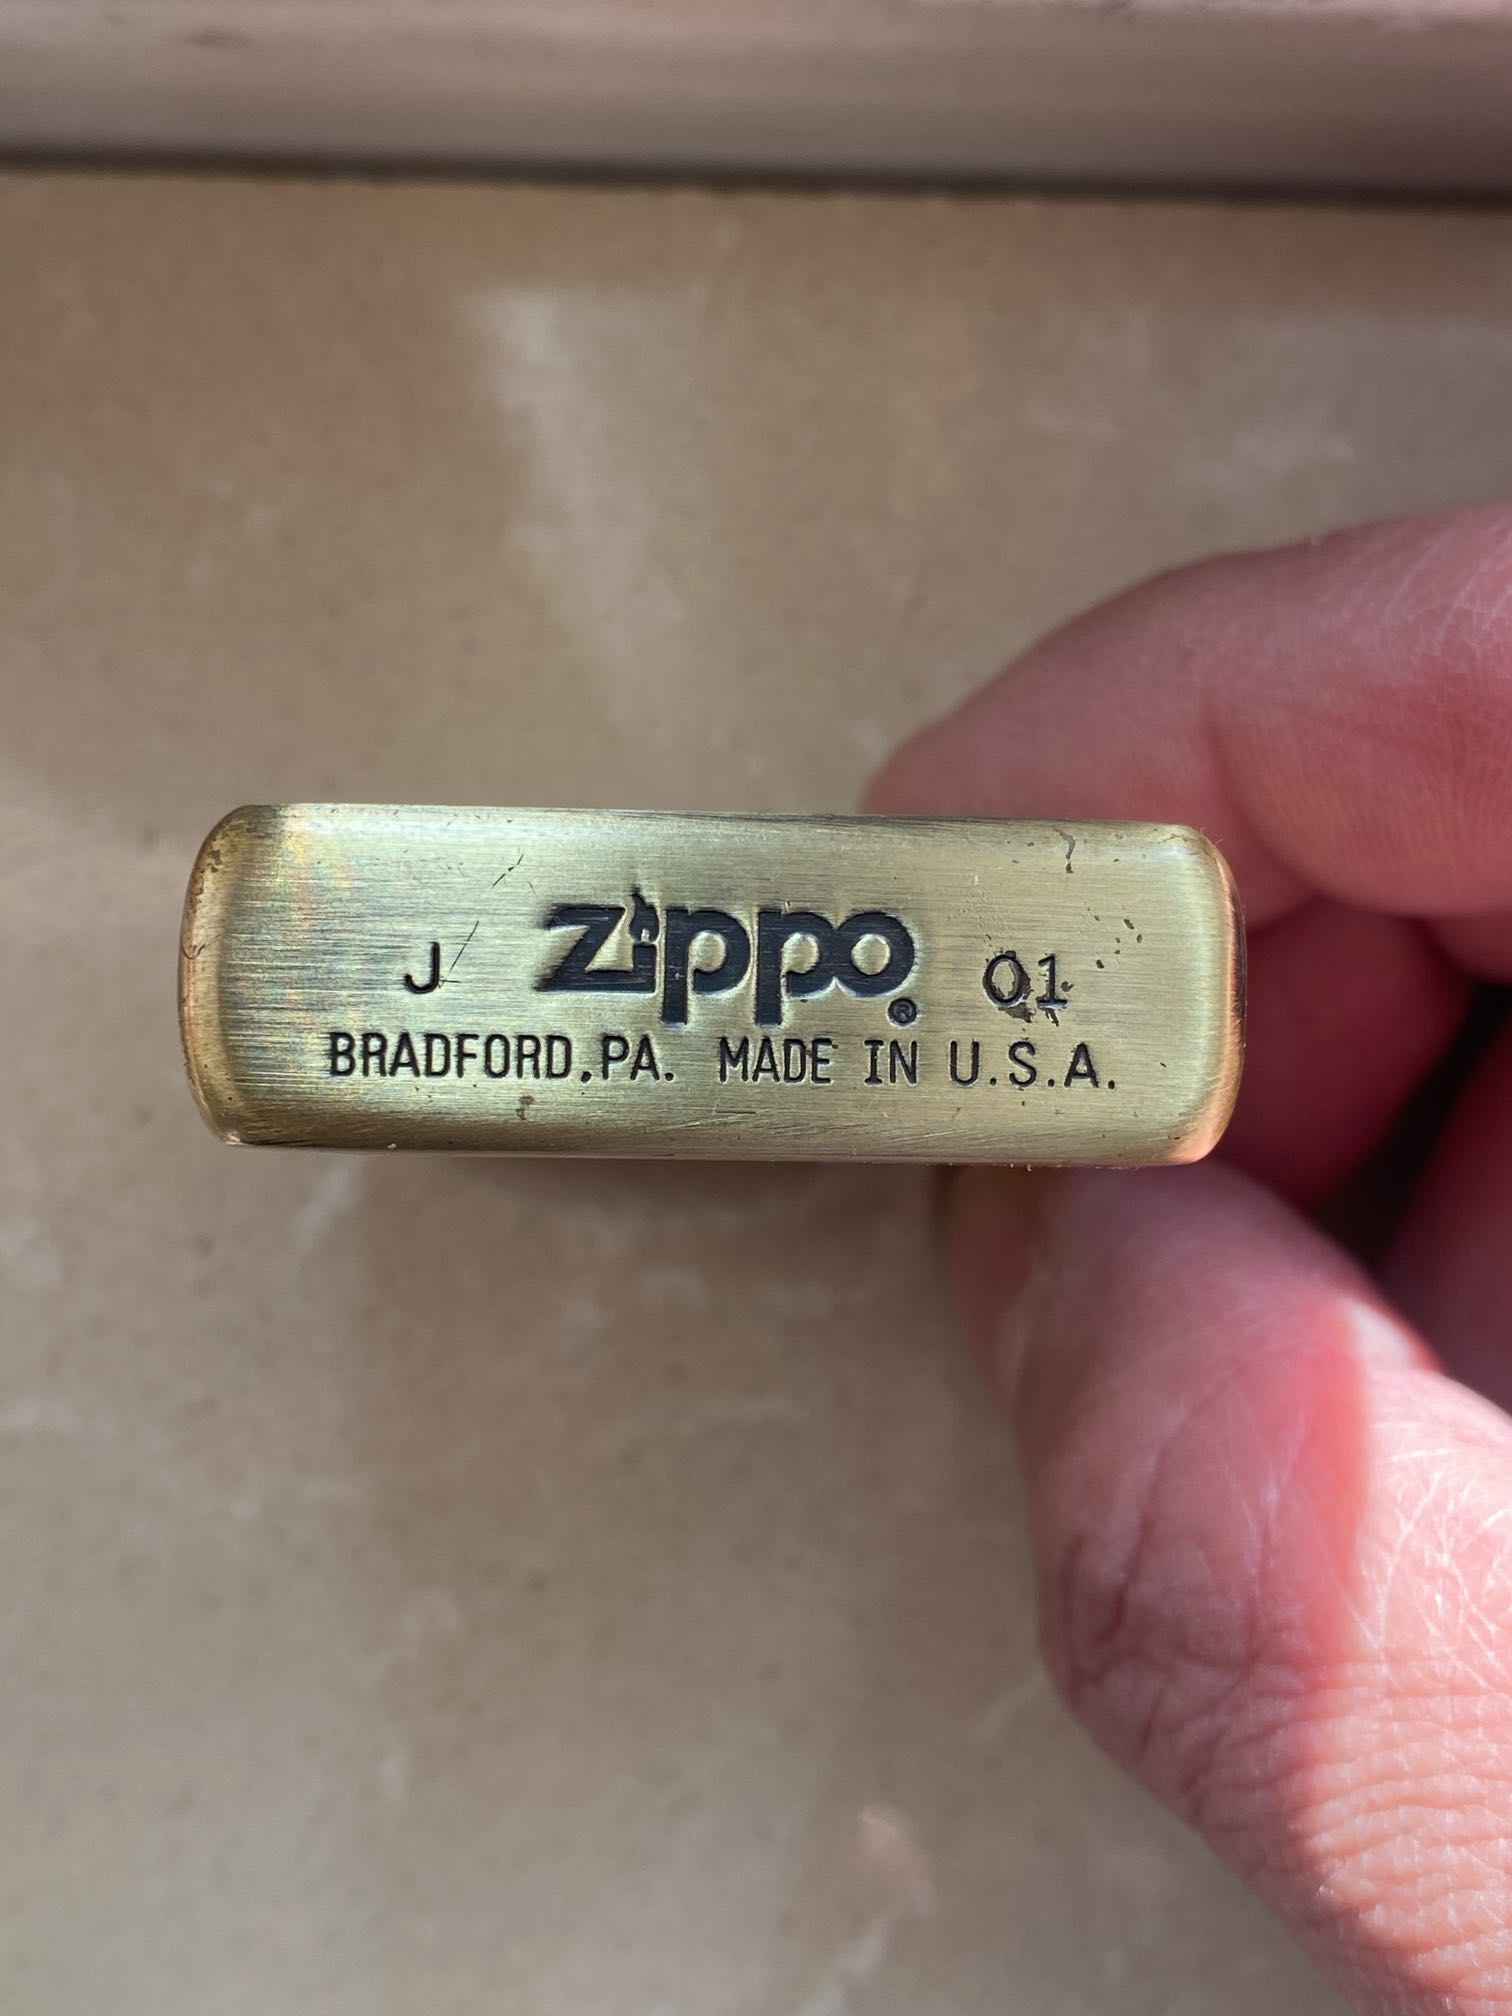 J zippo® 01
BRADFORD, PA. MADE IN U.S.A.